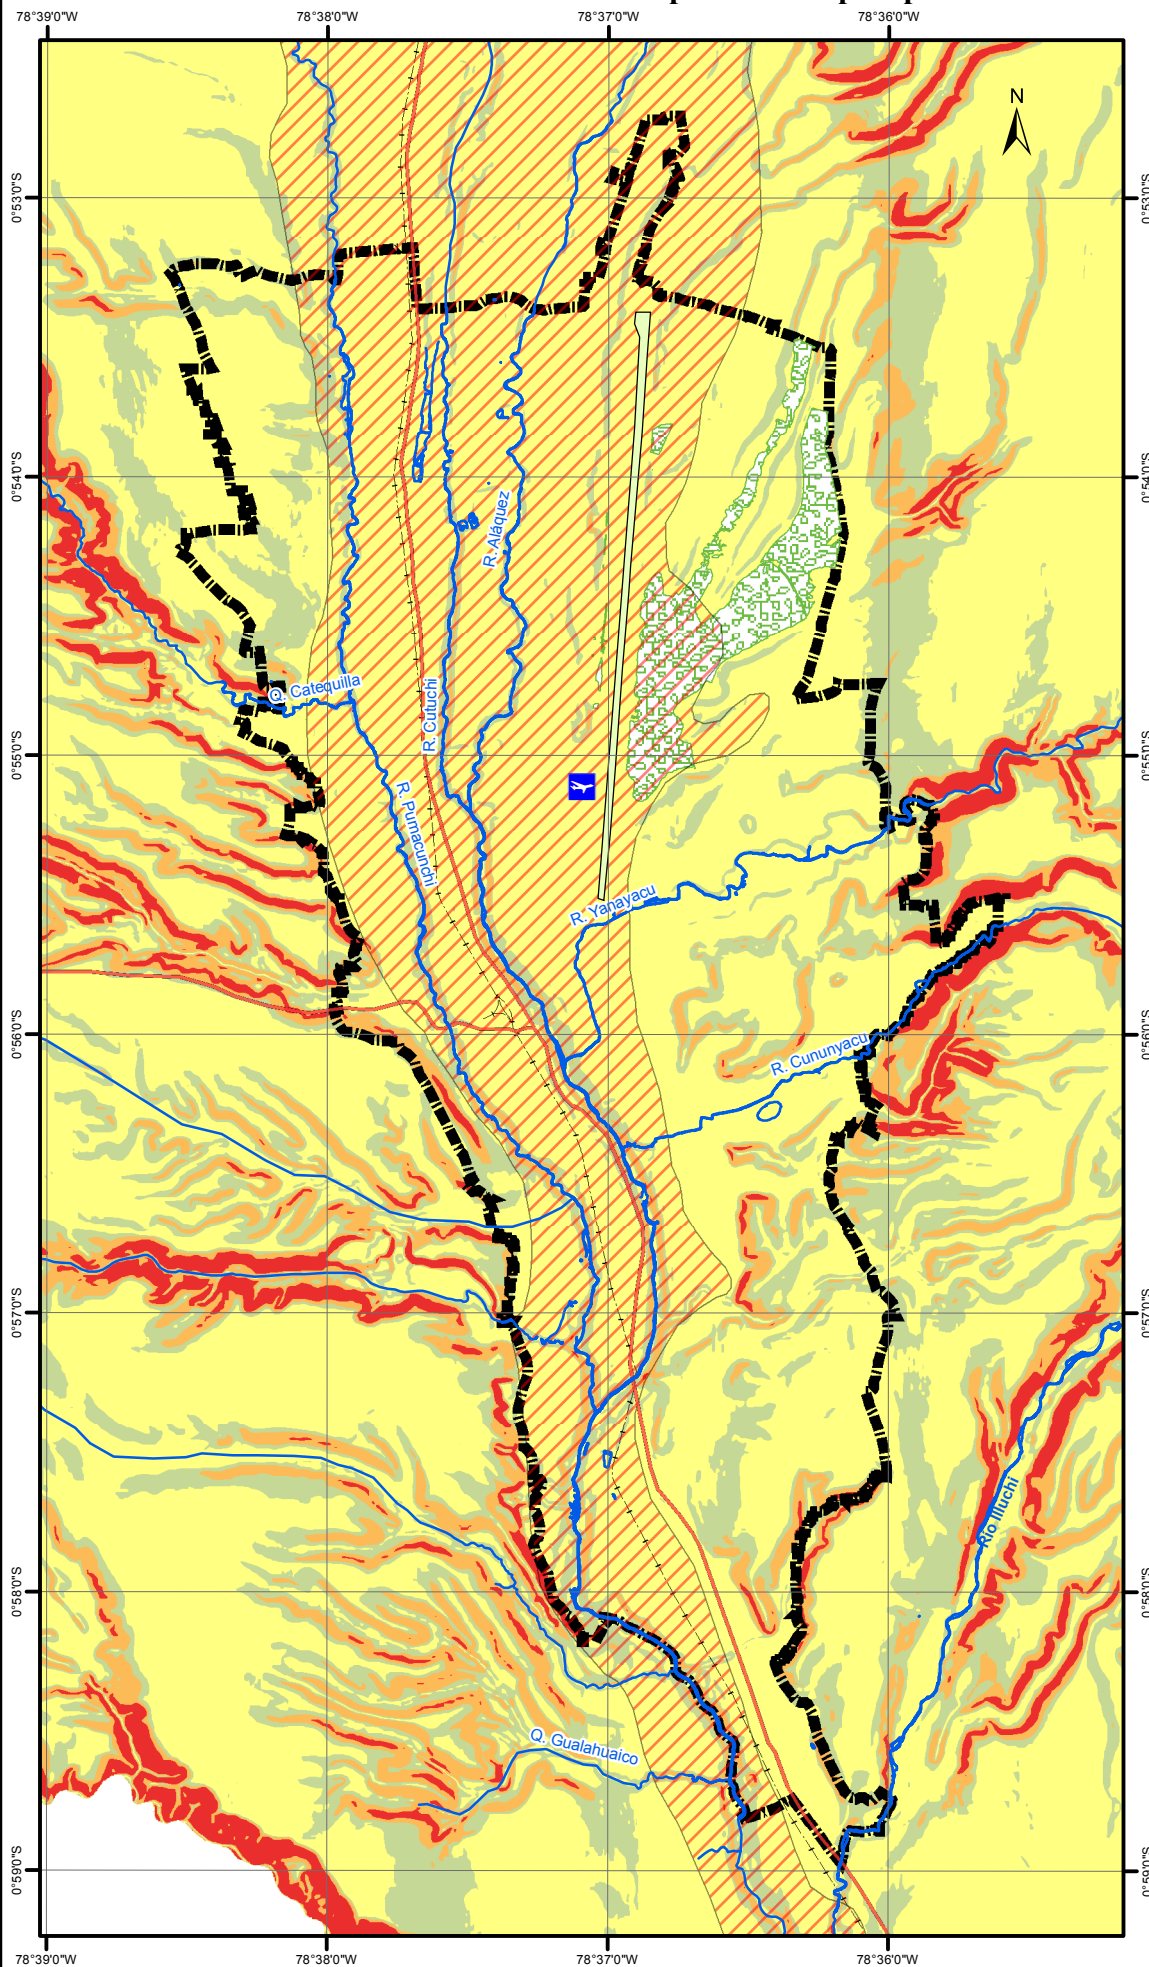 78°39'0"W 78°38'0"W 78°37'0"W 78°36'0"W
N
0°53'0"S 0°53'0"S
0°54'0"S 0°54'0"S
R. Aláquez
Q. Catequilla
R. Cutuchi
0°55'0"S 0°55'0"S
R. Pumacunchi
R. Yanayacu
0°56'0"S 0°56'0"S
R. Cununyacu
0°57'0"S 0°57'0"S
Río Illuchi
0°58'0"S 0°58'0"S
Q. Gualahuaico
0°59'0"S 0°59'0"S
78°39'0"W 78°38'0"W 78°37'0"W 78°36'0"W